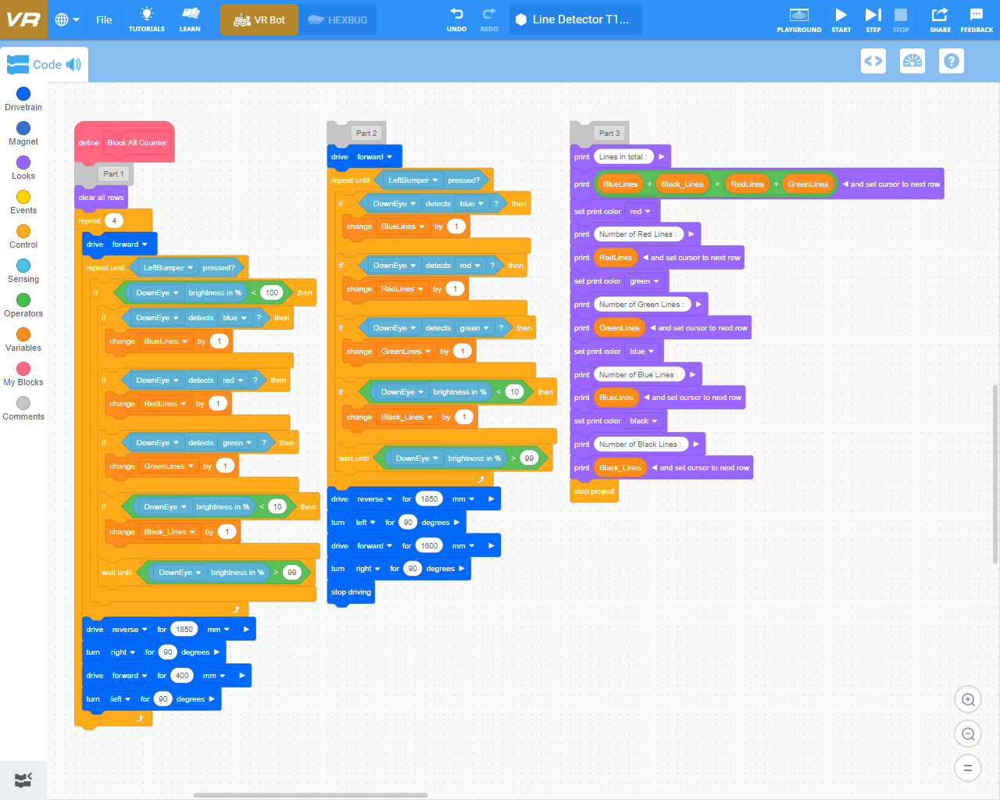 VR
File
TUTORIALS
LEARN
VR Bot
HEXBUG
UNDO
REDO
Line Detector T1...
PLAYGROUND
START
STEP
STOP
SHARE
FEEDBACK
Code
Drivetrain
Magnet
Looks
Events
Control
Sensing
Operators
Variables
My Blocks
Comments
define Block All Counter
Part 1
clear all rows
repeat 4
drive forward
repeat until LeftBumper pressed?
if DownEye brightness in % < 100 then
if DownEye detects blue ? then
change BlueLines by 1
if DownEye detects red ? then
change RedLines by 1
if DownEye detects green ? then
change GreenLines by 1
if DownEye brightness in % < 10 then
change Black_Lines by 1
wait until DownEye brightness in % > 99
drive reverse for 1850 mm
turn right for 90 degrees
drive forward for 400 mm
turn left for 90 degrees
Part 2
drive forward
repeat until LeftBumper pressed?
if DownEye detects blue ? then
change BlueLines by 1
if DownEye detects red ? then
change RedLines by 1
if DownEye detects green ? then
change GreenLines by 1
if DownEye brightness in % < 10 then
change Black_Lines by 1
wait until DownEye brightness in % > 99
drive reverse for 1850 mm
turn left for 90 degrees
drive forward for 1600 mm
turn right for 90 degrees
stop driving
Part 3
print Lines in total :
print BlueLines + Black_Lines + RedLines + GreenLines and set cursor to next row
set print color red
print Number of Red Lines :
print RedLines and set cursor to next row
set print color green
print Number of Green Lines :
print GreenLines and set cursor to next row
set print color blue
print Number of Blue Lines :
print BlueLines and set cursor to next row
set print color black
print Number of Black Lines :
print Black_Lines and set cursor to next row
stop project